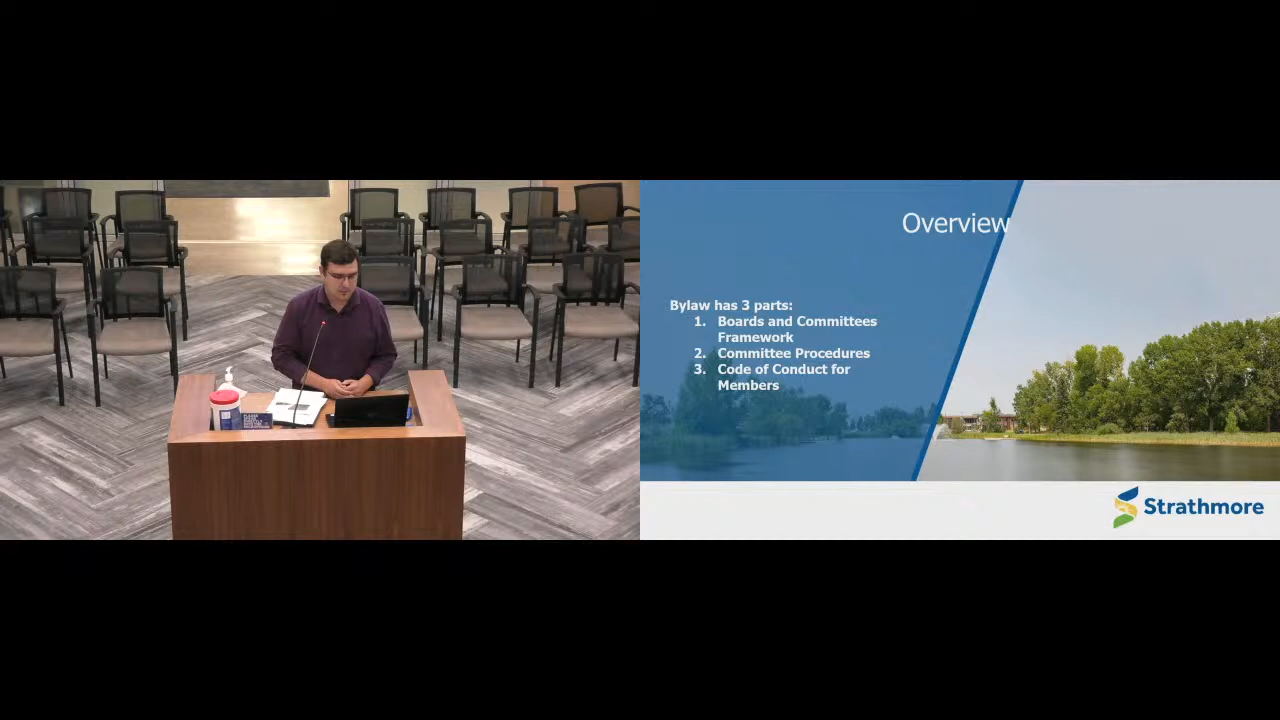 Overview
Bylaw has 3 parts:
1. Boards and Committees
Framework
2. Committee Procedures
3. Code of Conduct for
Members
Strathmore